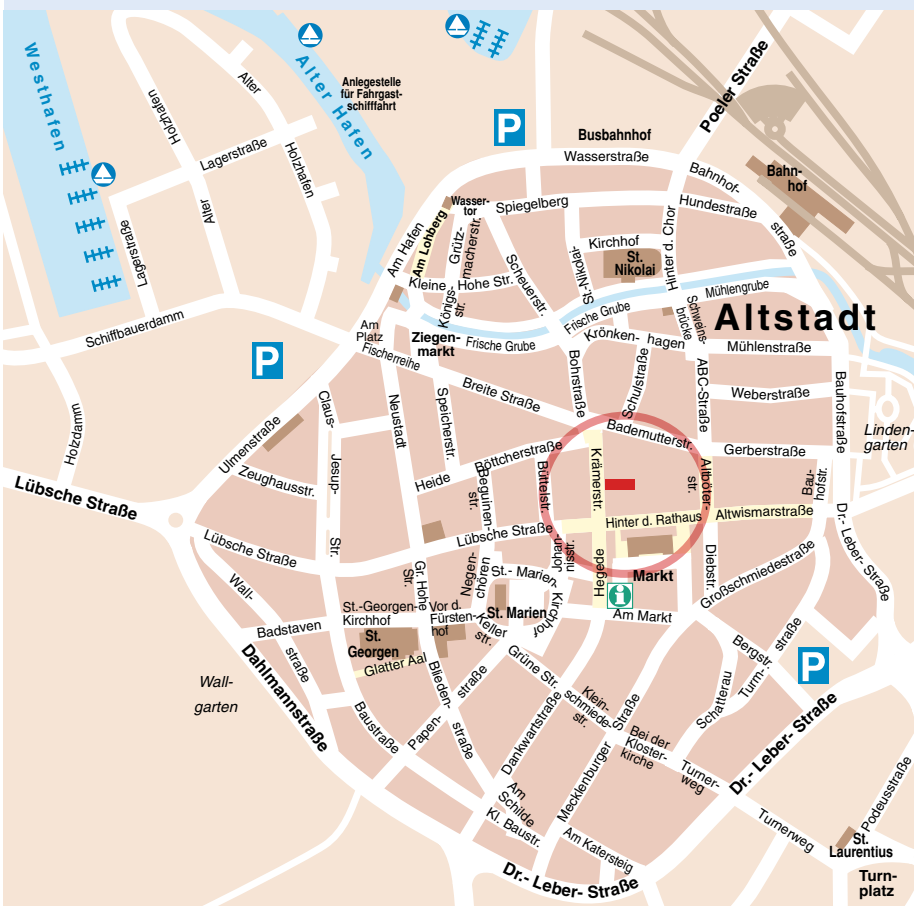 Westhafen
Alter Hafen
Anlegestelle
für Fahrgast-
schifffahrt
Holzhafen
Alter
Alter
Holzhafen
Lagerstraße
Lagerstraße
Schiffbauerdamm
Holzdamm
P
Busbahnhof
Wasserstraße
Poeler Straße
Bahnhof-
straße
Bahn-
hof
Wasser-
tor
Spiegelberg
Hundestraße
Am Hafen
Am Lohberg
Grütz-
macherstr.
Kirchhof
St.
Nikolai
St.-Nikolai-
Hinter d. Chor
Scheuerstr.
Kleine
Hohe Str.
Königs-
str.
Mühlengrube
Schweins-
brücke
Frische Grube
Frische Grube
Altstadt
Am
Platz
Ziegen-
markt
Fischerreihe
Krönken-
hagen
Mühlenstraße
P
Breite Straße
Bohrstraße
Schulstraße
ABC-Straße
Weberstraße
Bauhofstraße
Linden-
garten
Ulmenstraße
Claus-
Jesup-
Str.
Neustadt
Speicherstr.
Bademutterstr.
Gerberstraße
Böttcherstraße
Zeughausstr.
Heide
Beguinen-
str.
Büttelstr.
Krämerstr.
Altböter-
str.
Bau-
hofstr.
Lübsche Straße
Lübsche Straße
Lübsche Straße
Hinter d. Rathaus
Altwismarstraße
Dr.- Leber- Straße
Johan-
nisstr.
Hegede
Markt
Diebstr.
Großschmiedestraße
Wall-
straße
Gr. Hohe
Str.
Negen-
chören
St.- Marien-
Kirchhof
St. Marien
i
Am Markt
Badstaven
St.-Georgen-
Kirchhof
Vor d.
Fürsten-
hof
Keller
str.
St.
Georgen
Glatter Aal
Wall-
garten
Dahlmannstraße
Baustraße
Papen-
straße
Blieden-
straße
Grüne Str.
Klein-
schmiede-
str.
Dankwartstraße
Mecklenburger
Straße
Bei der
Kloster-
kirche
Schatterau
Bergstr.
Turn-
straße
P
Turner-
weg
Dr.- Leber- Straße
Am
Schilde
Kl. Baustr.
Am Katersteig
Dr.- Leber- Straße
Turnerweg
Podeusstraße
St.
Laurentius
Turn-
platz